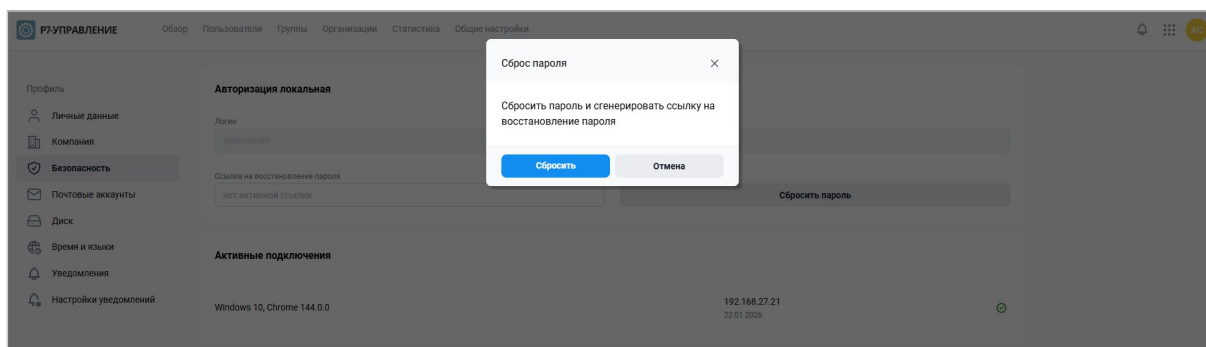 Р7-УПРАВЛЕНИЕ Обзор Пользователи Группы Организации Статистика Общие настройки АС
Сброс пароля
Сбросить пароль и сгенерировать ссылку на
восстановление пароля
Сбросить Отмена
Профиль
Личные данные
Компания
Безопасность
Почтовые аккаунты
Диск
Время и языки
Уведомления
Настройки уведомлений
Авторизация локальная
Логин
superadmin
Ссылка на восстановление пароля
нет активной ссылки Сбросить пароль
Активные подключения
Windows 10, Chrome 144.0.0 192.168.27.21
22.01.2026